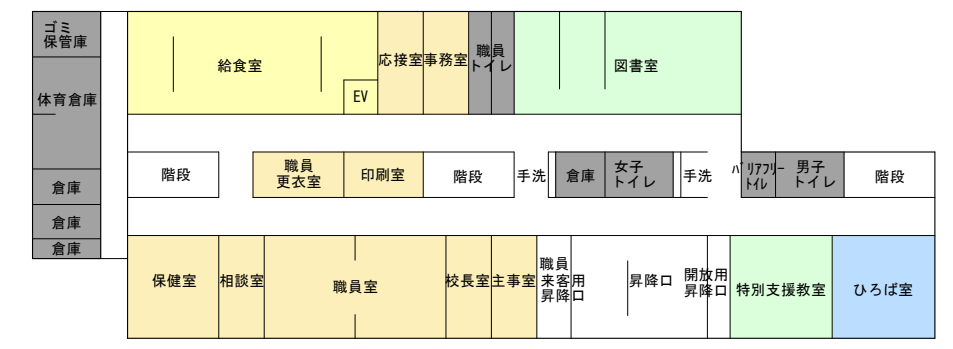 ゴミ
保管庫
体育倉庫
倉庫
倉庫
倉庫
給食室
EV
応接室
事務室
職員
トイレ
図書室
階段
職員
更衣室
印刷室
階段
手洗
倉庫
女子
トイレ
手洗
バリアフリー
トイレ
男子
トイレ
階段
保健室
相談室
職員室
校長室
主事室
職員
来客用
昇降口
昇降口
開放用
昇降口
特別支援教室
ひろば室